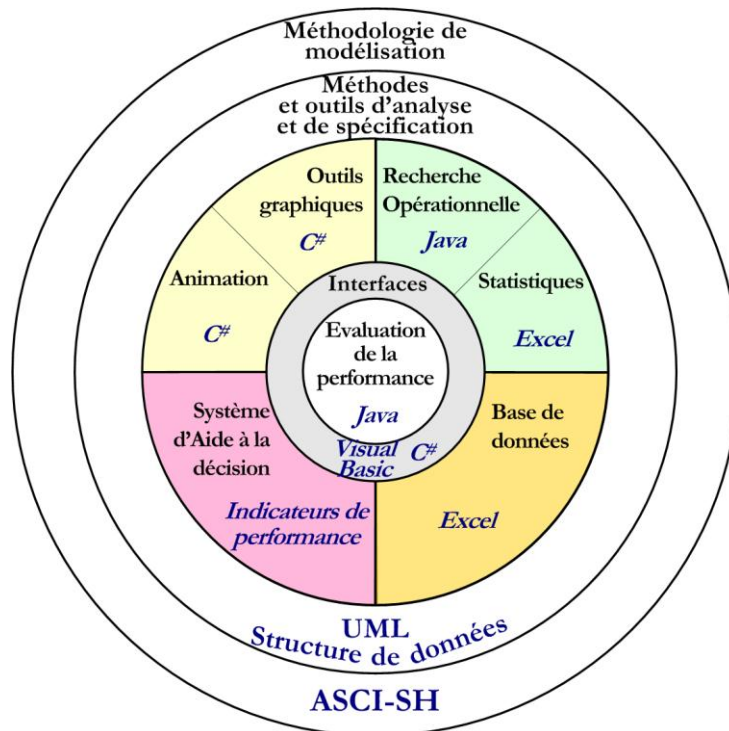 Méthodologie de
modélisation
Méthodes
et outils d'analyse
et de spécification
Outils
graphiques
C#
Recherche
Opérationnelle
Java
Animation
C#
Statistiques
Excel
Interfaces
Evaluation
de la
performance
Java
Visual
Basic
C#
Système
d'Aide à la
décision
Indicateurs de
performance
Base de
données
Excel
UML
Structure de données
ASCI-SH